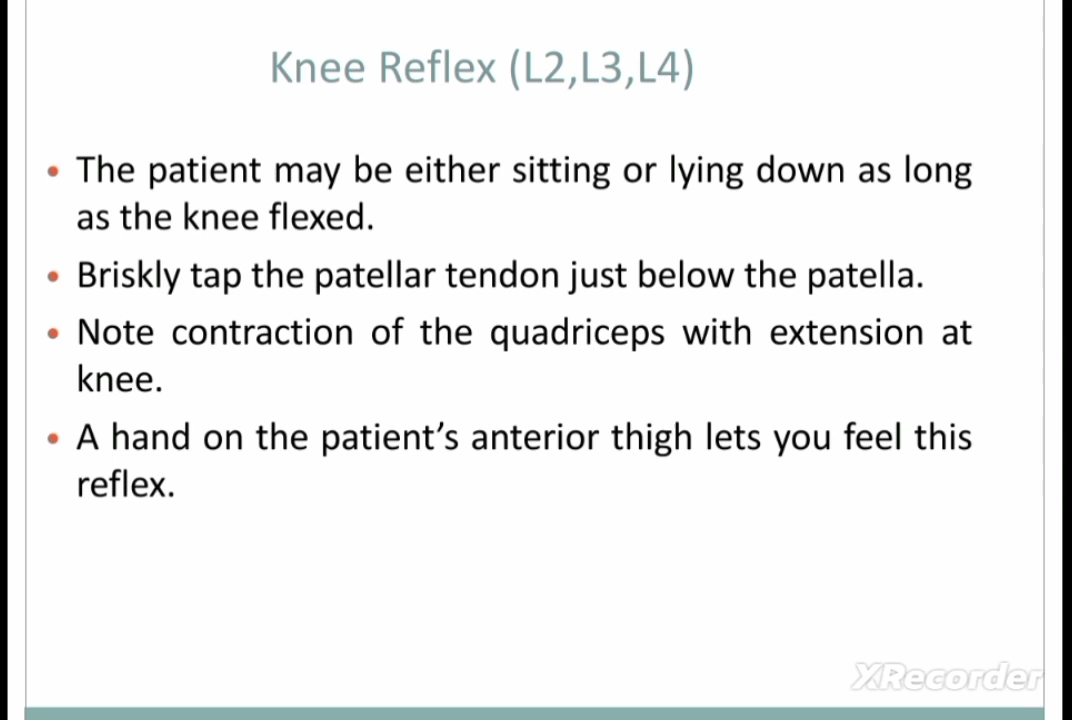 Knee Reflex (L2,L3,L4)
• The patient may be either sitting or lying down as long
as the knee flexed.
• Briskly tap the patellar tendon just below the patella.
• Note contraction of the quadriceps with extension at
knee.
• A hand on the patient’s anterior thigh lets you feel this
reflex.
XRecorder